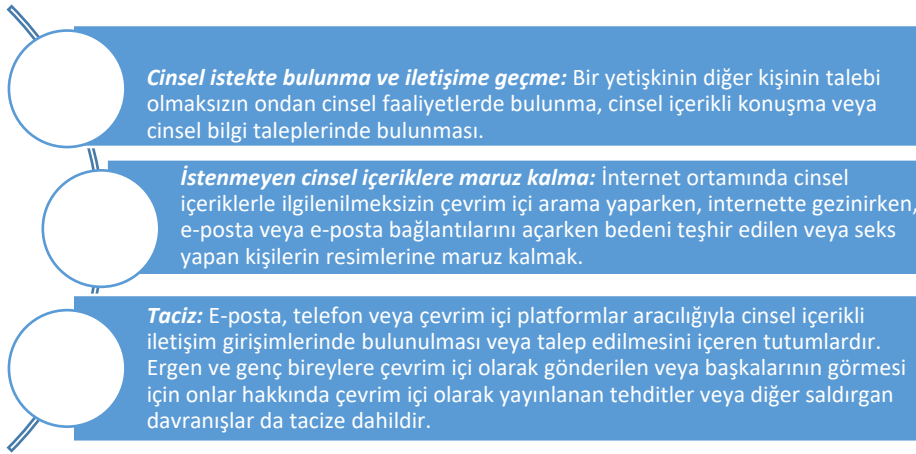 Cinsel istekte bulunma ve iletişime geçme: Bir yetişkinin diğer kişinin talebi
olmaksızın ondan cinsel faaliyetlerde bulunma, cinsel içerikli konuşma veya
cinsel bilgi taleplerinde bulunması.
İstenmeyen cinsel içeriklere maruz kalma: İnternet ortamında cinsel
içeriklerle ilgilenilmeksizin çevrim içi arama yaparken, internette gezinirken,
e-posta veya e-posta bağlantılarını açarken bedeni teşhir edilen veya seks
yapan kişilerin resimlerine maruz kalmak.
Taciz: E-posta, telefon veya çevrim içi platformlar aracılığıyla cinsel içerikli
iletişim girişimlerinde bulunulması veya talep edilmesini içeren tutumlardır.
Ergen ve genç bireylere çevrim içi olarak gönderilen veya başkalarının görmesi
için onlar hakkında çevrim içi olarak yayınlanan tehditler veya diğer saldırgan
davranışlar da tacize dahildir.